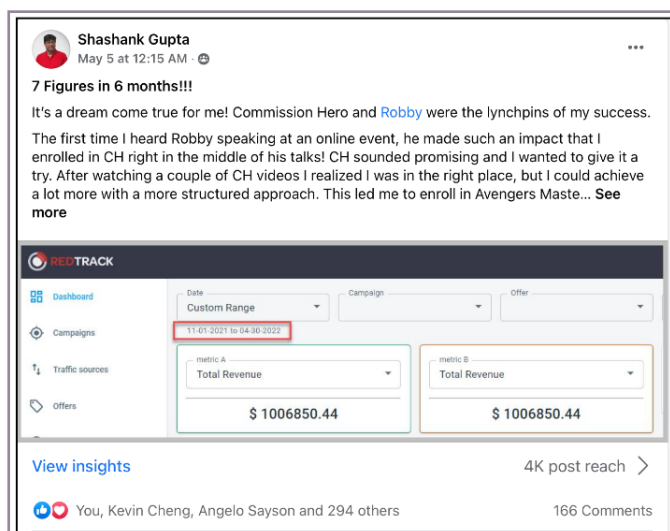 Shashank Gupta
May 5 at 12:15 AM ·
7 Figures in 6 months!!!
It's a dream come true for me! Commission Hero and Robby were the lynchpins of my success.
The first time I heard Robby speaking at an online event, he made such an impact that I
enrolled in CH right in the middle of his talks! CH sounded promising and I wanted to give it a
try. After watching a couple of CH videos I realized I was in the right place, but I could achieve
a lot more with a more structured approach. This led me to enroll in Avengers Maste... See
more
REDTRACK
Dashboard
Campaigns
Traffic sources
Offers
Date
Custom Range
Campaign
Offer
11-01-2021 to 04-30-2022
metric A
Total Revenue
$ 1006850.44
metric B
Total Revenue
$ 1006850.44
View insights
4K post reach
You, Kevin Cheng, Angelo Sayson and 294 others
166 Comments